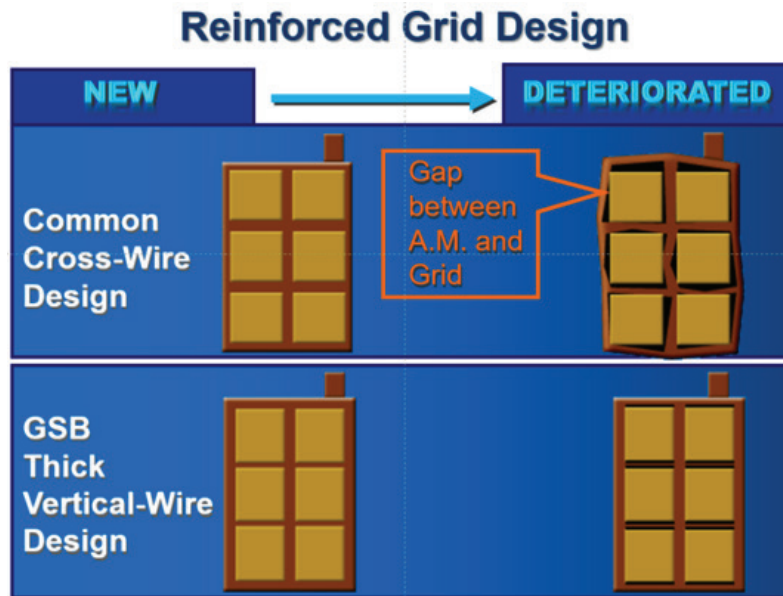 Reinforced Grid Design
NEW
DETERIORATED
Common
Cross-Wire
Design
Gap
between
A.M. and
Grid
GSB
Thick
Vertical-Wire
Design